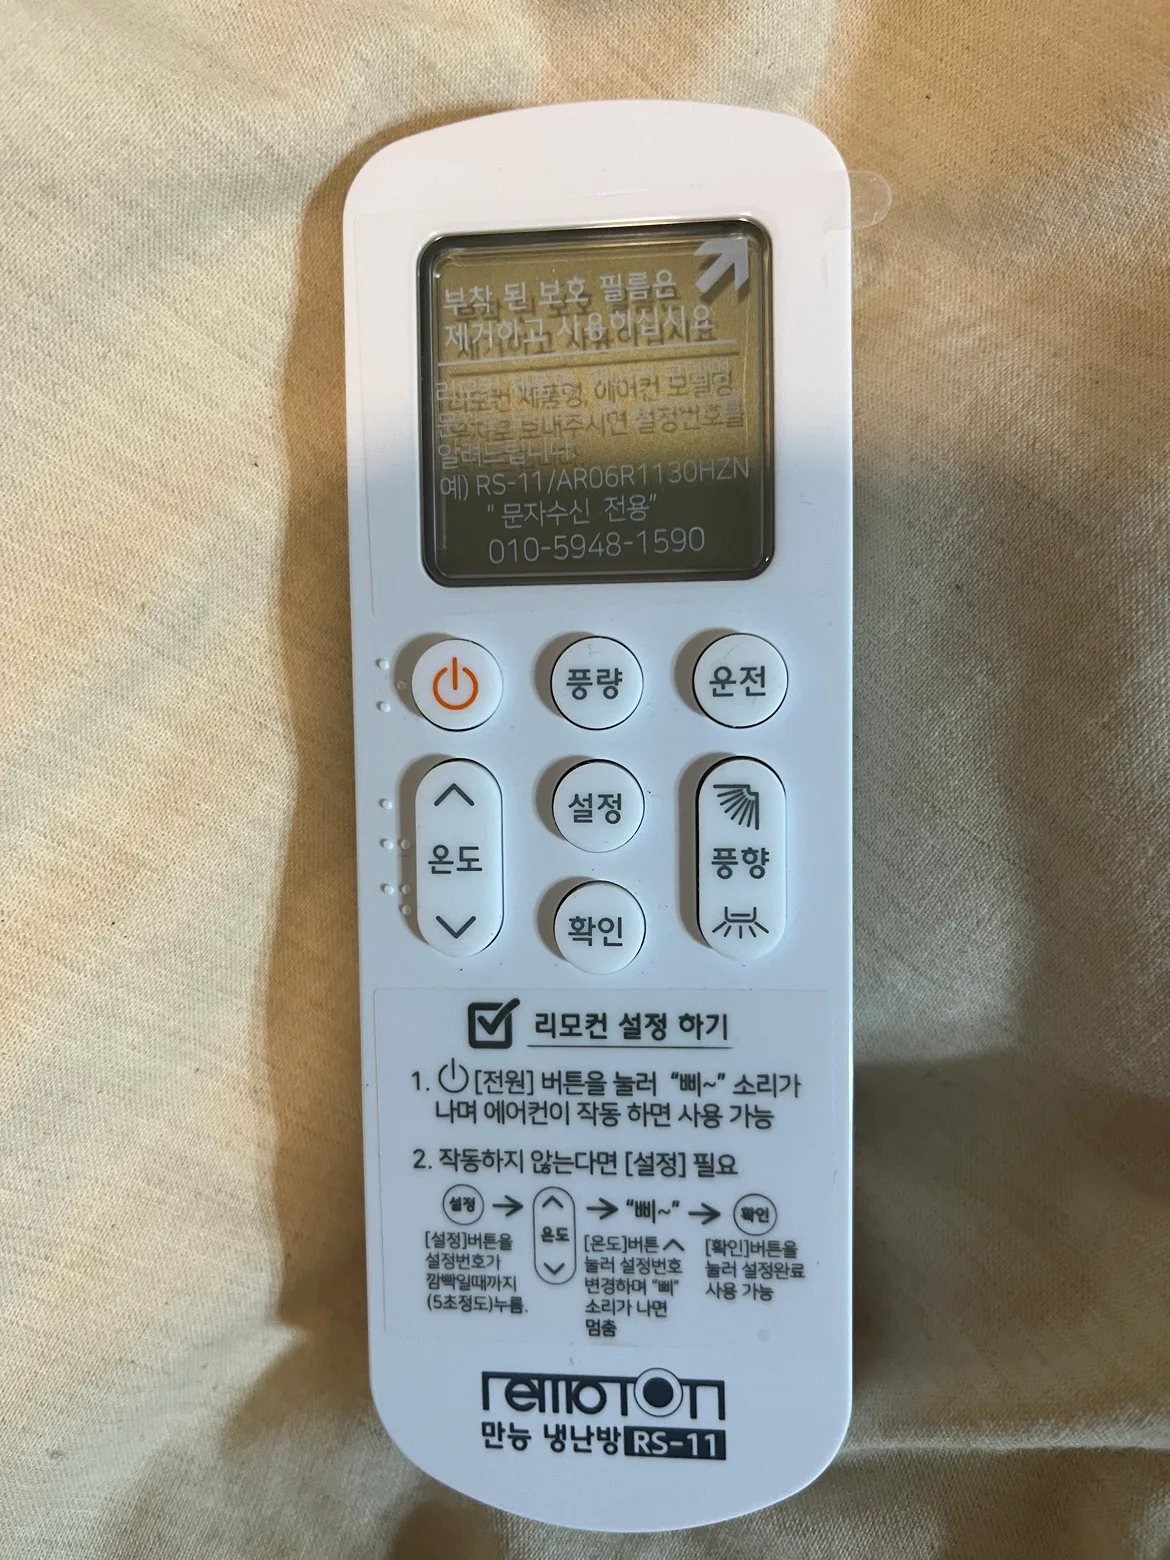 부착 된 보호 필름은
제거하고 사용하십시요
리모컨 제품명, 에어컨 모델명
문자로 보내주시면 설정번호를
알려드립니다.
예) RS-11/AR06R1130HZN
“ 문자수신 전용”
010-5948-1590
풍량
운전
온도
설정
풍향
확인
리모컨 설정 하기
1. [전원] 버튼을 눌러 “삐~” 소리가
나며 에어컨이 작동 하면 사용 가능
2. 작동하지 않는다면 [설정] 필요
설정 → 온도 → “삐~” → 확인
[설정]버튼을
설정번호가
깜빡일때까지
(5초정도)누름.
[온도]버튼
눌러 설정번호
변경하며 “삐”
소리가 나면
멈춤
[확인]버튼을
눌러 설정완료
사용 가능
remoTon
만능 냉난방 RS-11